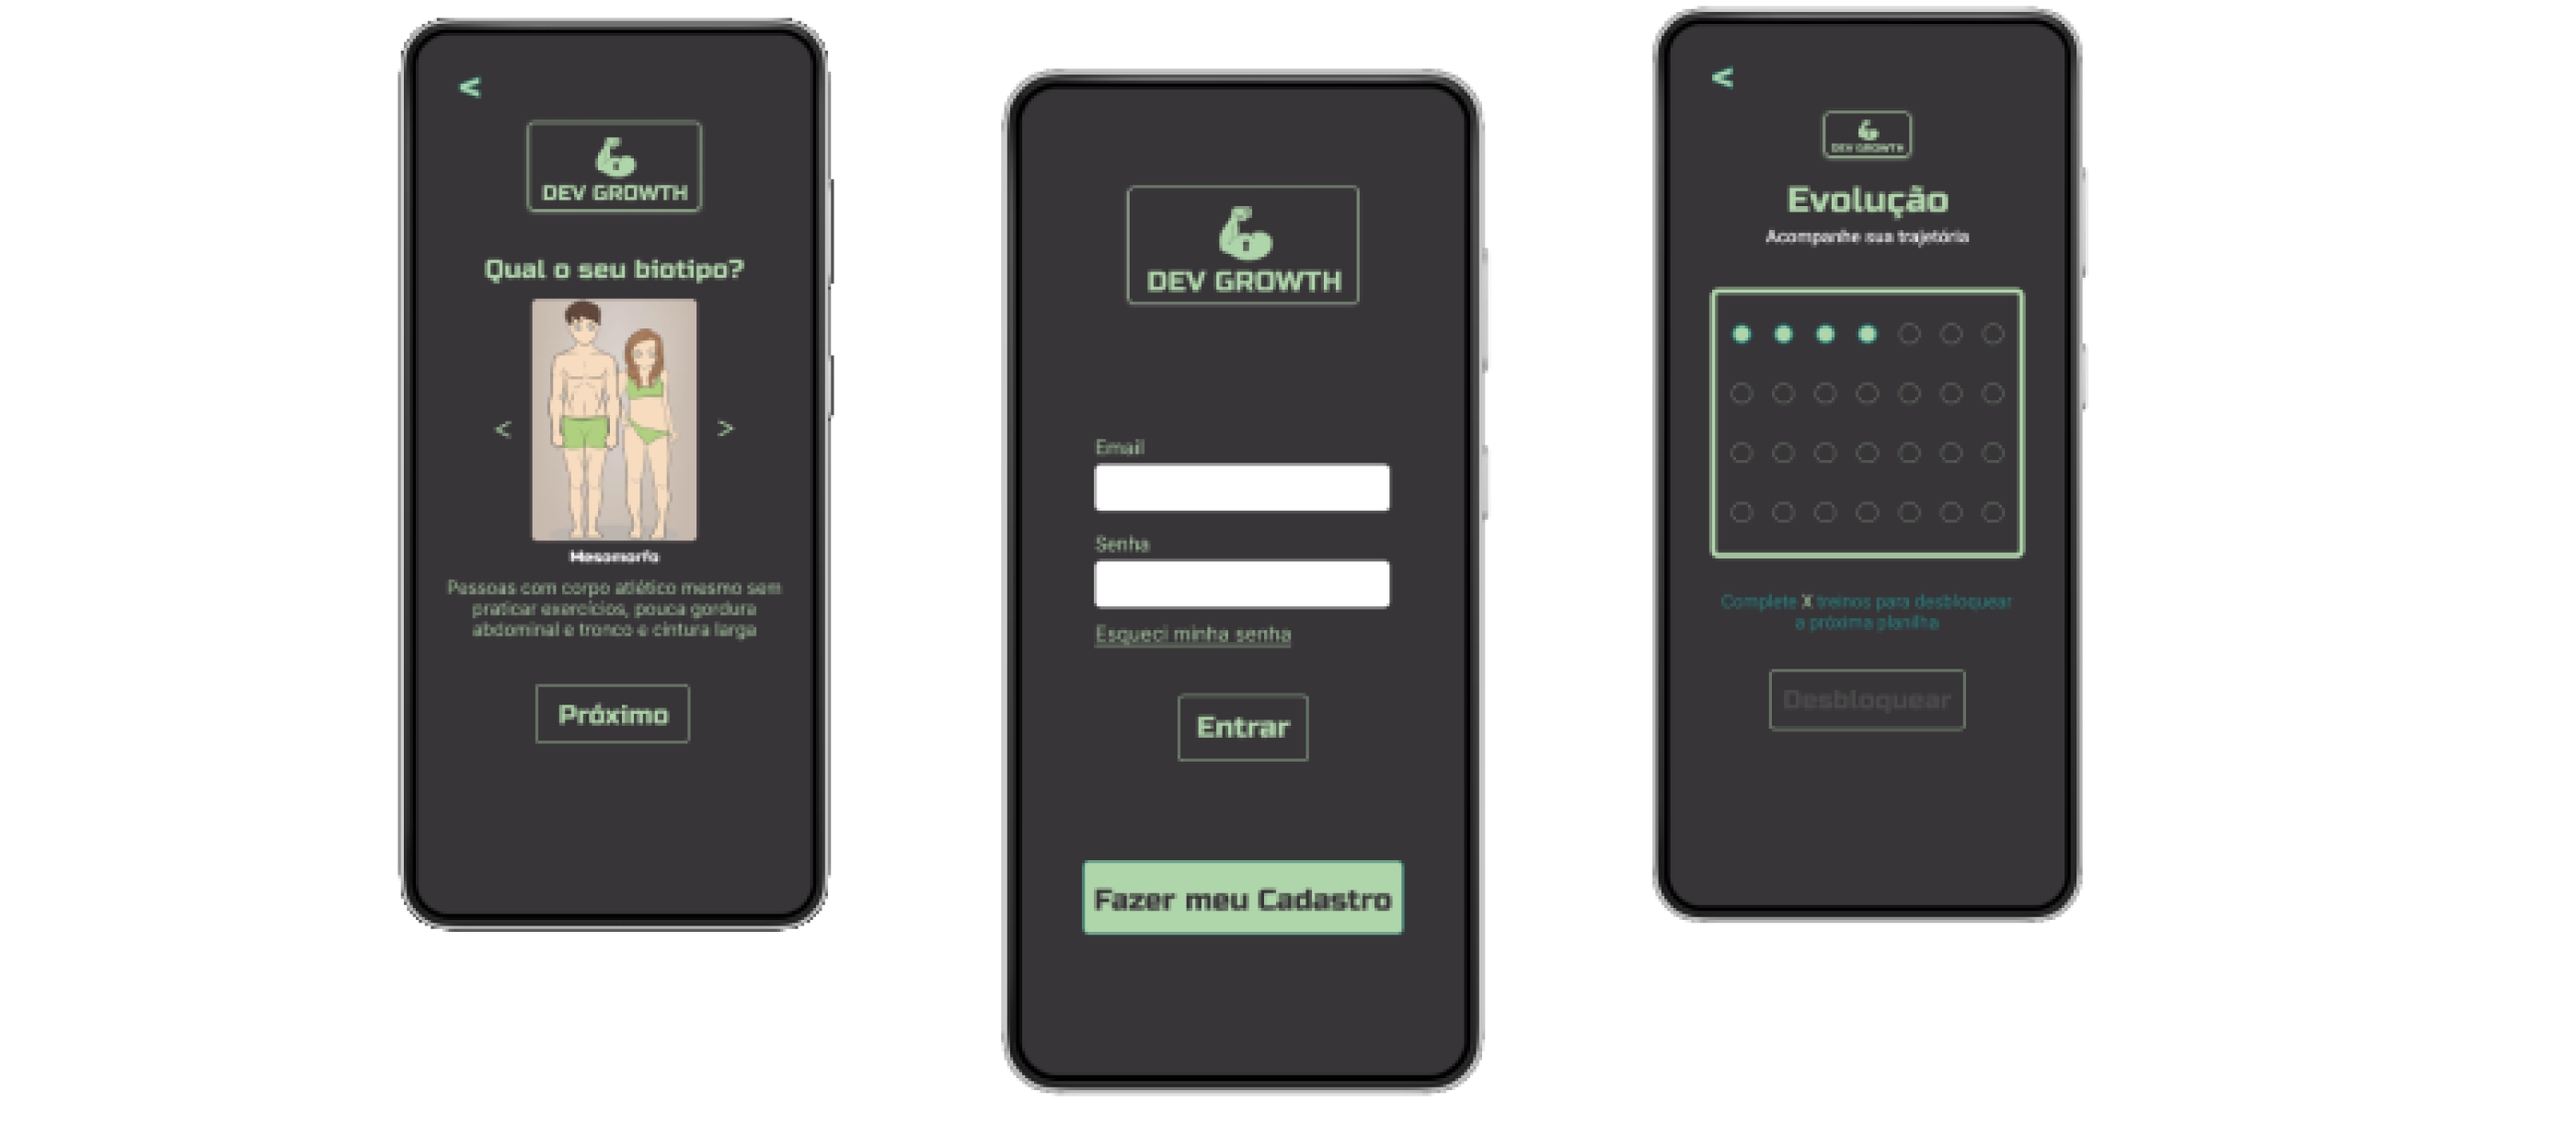 <
DEV GROWTH
Qual o seu biotipo?
<
>
Mesomorfo
Pessoas com corpo atlético mesmo sem
praticar exercícios, pouca gordura
abdominal e tronco e cintura larga
Próximo
DEV GROWTH
Email
Senha
Esqueci minha senha
Entrar
Fazer meu Cadastro
<
DEV GROWTH
Evolução
Acompanhe sua trajetória
Complete X treinos para desbloquear
a próxima planilha
Desbloquear